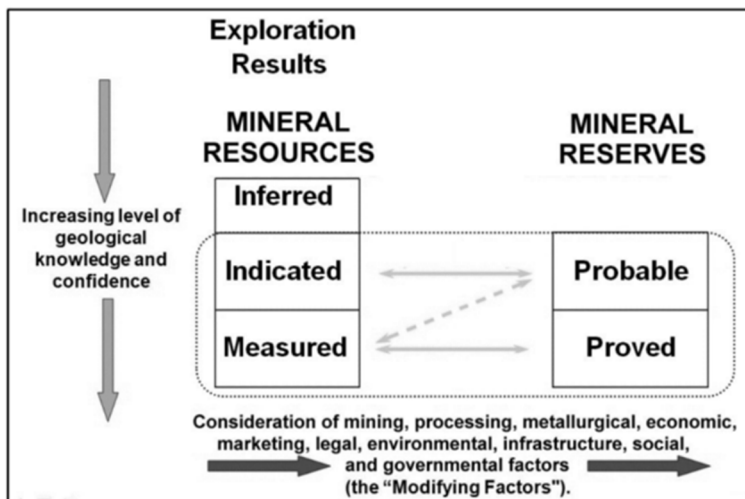 Exploration
Results
MINERAL
RESOURCES
MINERAL
RESERVES
Inferred
Increasing level of
geological
knowledge and
confidence
Indicated
Probable
Measured
Proved
Consideration of mining, processing, metallurgical, economic,
marketing, legal, environmental, infrastructure, social,
and governmental factors
(the “Modifying Factors").